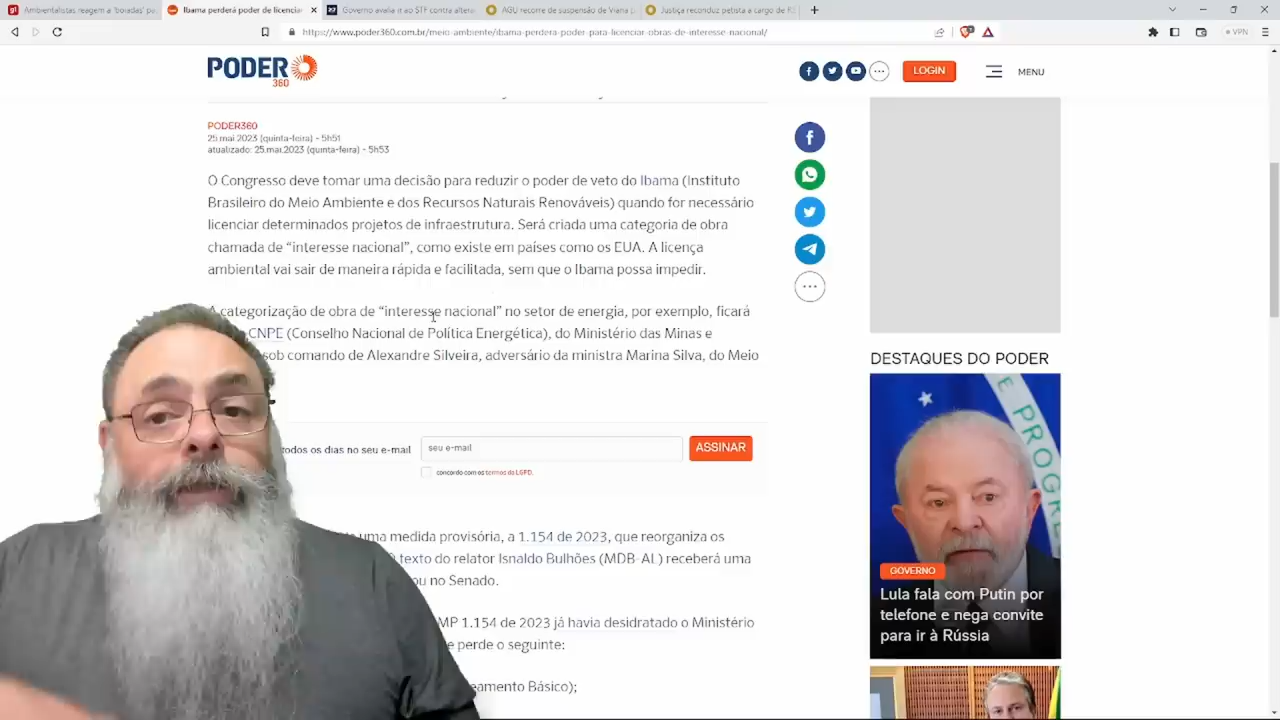 Ambientalistas reagem a 'boiadas' pa
Ibama perderá poder de licenciar
Governo avalia ir ao STF contra altera
AGU recorre de suspensão de Viana p
Justiça reconduz petista a cargo de R$
https://www.poder360.com.br/meio-ambiente/ibama-perdera-poder-para-licenciar-obras-de-interesse-nacional/
VPN
PODER
360
LOGIN
MENU
PODER360
25.mai.2023 (quinta-feira) - 5h51
atualizado: 25.mai.2023 (quinta-feira) - 5h53
O Congresso deve tomar uma decisão para reduzir o poder de veto do Ibama (Instituto
Brasileiro do Meio Ambiente e dos Recursos Naturais Renováveis) quando for necessário
licenciar determinados projetos de infraestrutura. Será criada uma categoria de obra
chamada de “interesse nacional”, como existe em países como os EUA. A licença
ambiental vai sair de maneira rápida e facilitada, sem que o Ibama possa impedir.
A categorização de obra de “interesse nacional” no setor de energia, por exemplo, ficará
CNPE (Conselho Nacional de Política Energética), do Ministério das Minas e
sob comando de Alexandre Silveira, adversário da ministra Marina Silva, do Meio
todos os dias no seu e-mail
seu e-mail
ASSINAR
concordo com os termos da LGPD.
uma medida provisória, a 1.154 de 2023, que reorganiza os
texto do relator Isnaldo Bulhões (MDB-AL) receberá uma
ou no Senado.
MP 1.154 de 2023 já havia desidratado o Ministério
e perde o seguinte:
eamento Básico);
DESTAQUES DO PODER
PROGRE
GOVERNO
Lula fala com Putin por
telefone e nega convite
para ir à Rússia